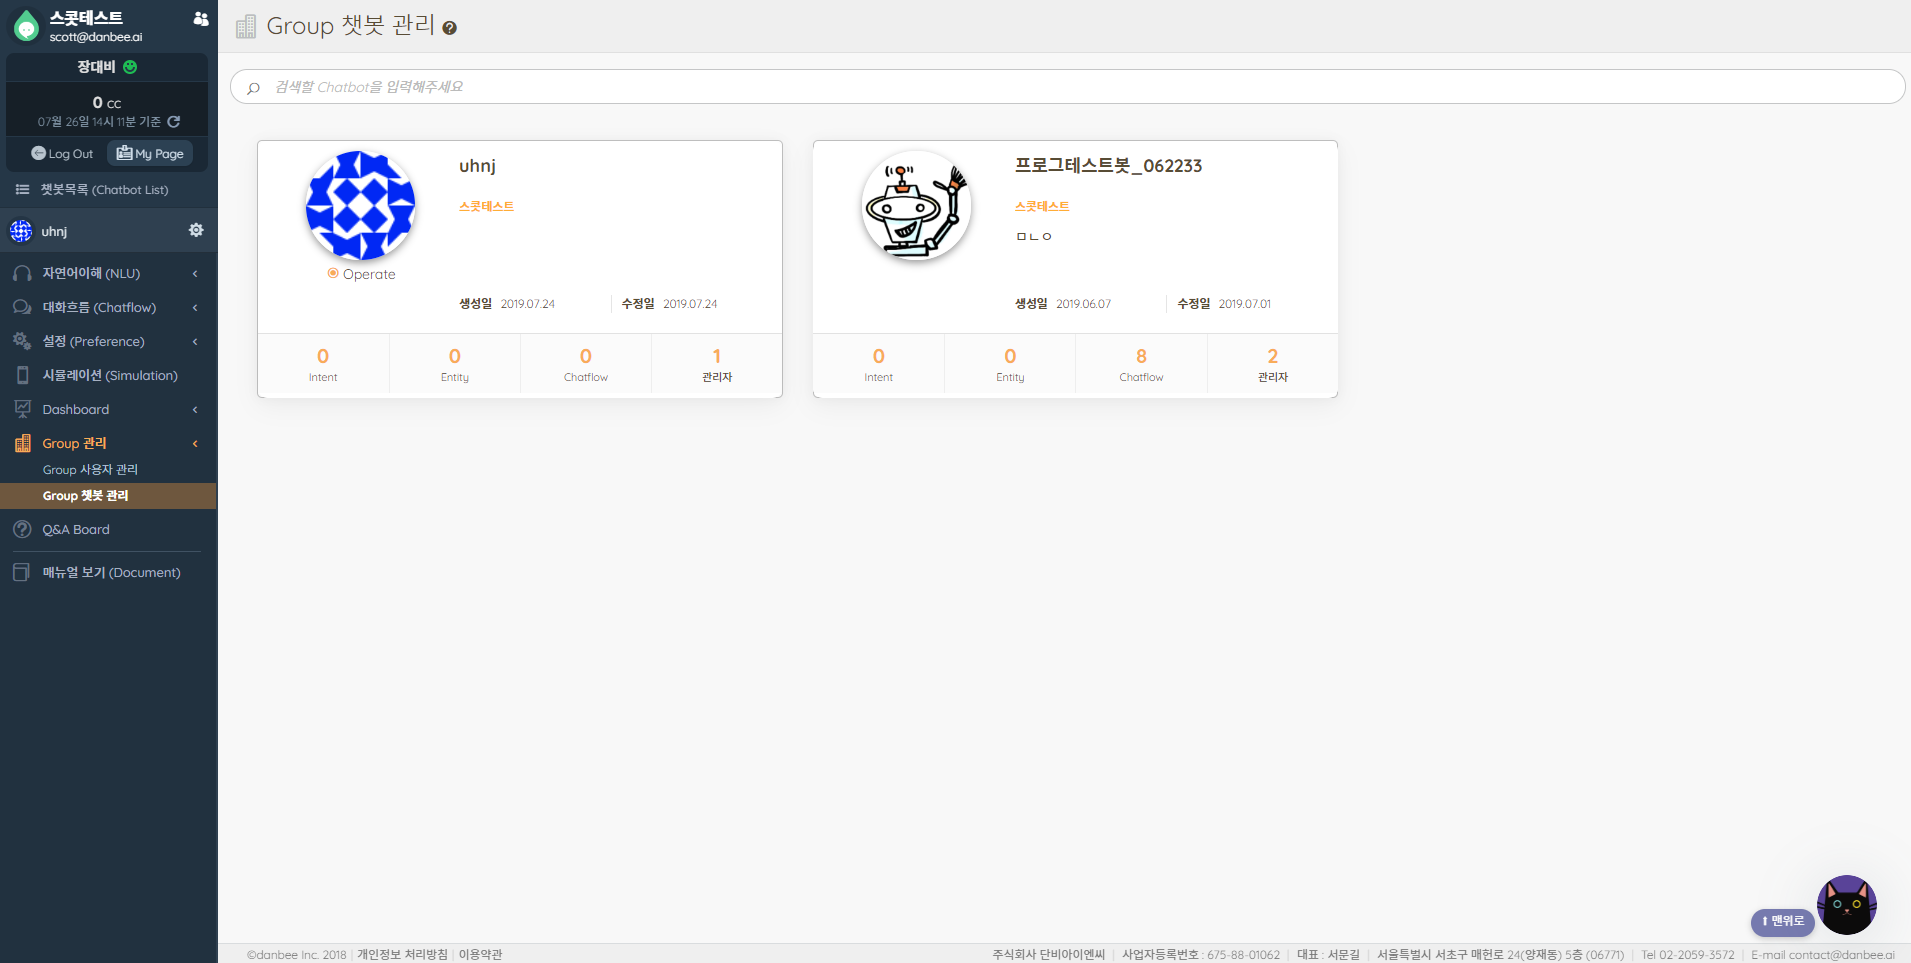 스콧테스트
scott@danbee.ai
장대비
0 CC
07월 26일 14시 11분 기준
Log Out
My Page
챗봇목록 (Chatbot List)
uhnj
자연어이해 (NLU)
대화흐름 (Chatflow)
설정 (Preference)
시뮬레이션 (Simulation)
Dashboard
Group 관리
Group 사용자 관리
Group 챗봇 관리
Q&A Board
매뉴얼 보기 (Document)
Group 챗봇 관리
검색할 Chatbot을 입력해주세요
uhnj
스콧테스트
Operate
생성일 2019.07.24
수정일 2019.07.24
0 Intent
0 Entity
0 Chatflow
1 관리자
프로그테스트봇_062233
스콧테스트
ㅁㄴㅇ
생성일 2019.06.07
수정일 2019.07.01
0 Intent
0 Entity
8 Chatflow
2 관리자
맨위로
©danbee Inc. 2018 | 개인정보 처리방침 | 이용약관
주식회사 단비아이엔씨 | 사업자등록번호 : 675-88-01062 | 대표 : 서문길 | 서울특별시 서초구 매헌로 24(양재동) 5층 (06771) | Tel 02-2059-3572 | E-mail contact@danbee.ai